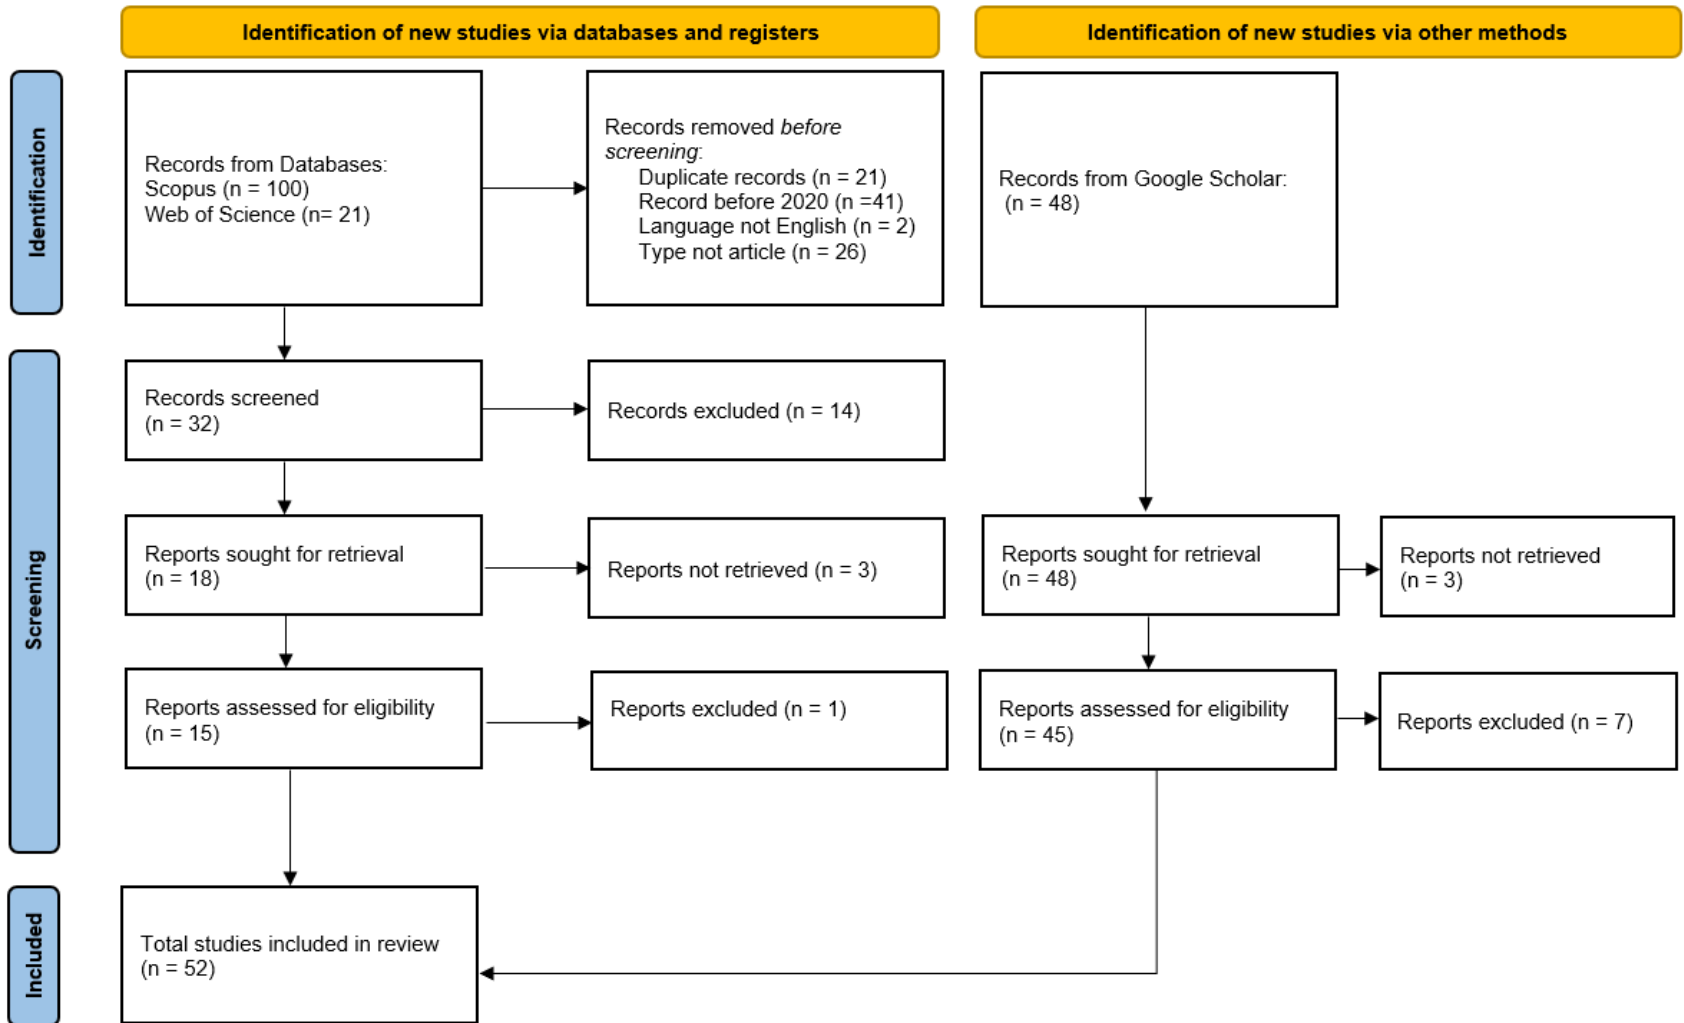 Identification of new studies via databases and registers
Identification of new studies via other methods
Identification
Records from Databases:
Scopus (n = 100)
Web of Science (n= 21)
Records removed before
screening:
Duplicate records (n = 21)
Record before 2020 (n =41)
Language not English (n = 2)
Type not article (n = 26)
Records from Google Scholar:
(n = 48)
Screening
Records screened
(n = 32)
Records excluded (n = 14)
Reports sought for retrieval
(n = 18)
Reports not retrieved (n = 3)
Reports sought for retrieval
(n = 48)
Reports not retrieved
(n = 3)
Reports assessed for eligibility
(n = 15)
Reports excluded (n = 1)
Reports assessed for eligibility
(n = 45)
Reports excluded (n = 7)
Included
Total studies included in review
(n = 52)